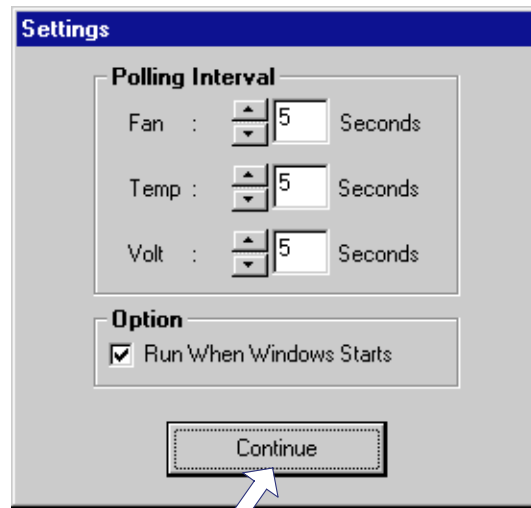 Settings
Polling Interval
Fan : 5 Seconds
Temp : 5 Seconds
Volt : 5 Seconds
Option
Run When Windows Starts
Continue